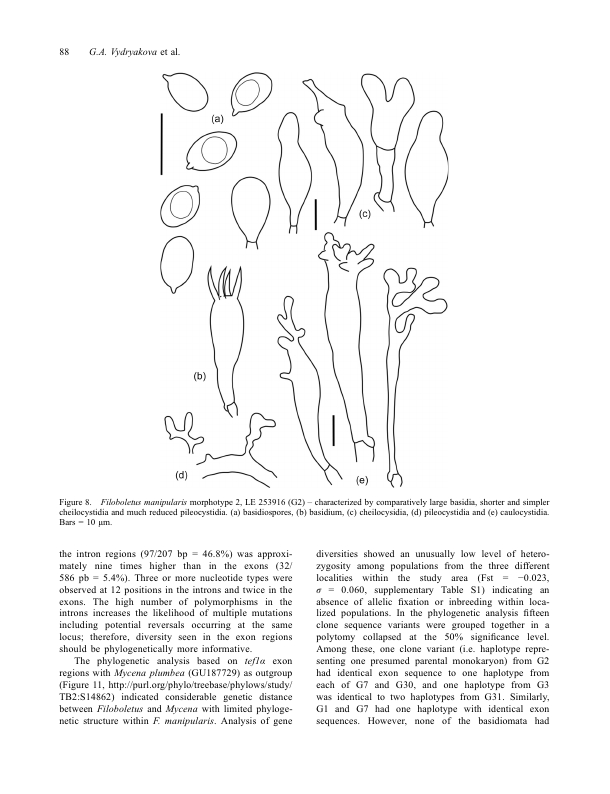 88 G.A. Vydryakova et al.
(a)
(c)
(b)
(d)
(e)
Figure 8. Filoboletus manipularis morphotype 2, LE 253916 (G2) – characterized by comparatively large basidia, shorter and simpler
cheilocystidia and much reduced pileocystidia. (a) basidiospores, (b) basidium, (c) cheilocysidia, (d) pileocystidia and (e) caulocystidia.
Bars = 10 μm.
the intron regions (97/207 bp = 46.8%) was approxi-
mately nine times higher than in the exons (32/
586 pb = 5.4%). Three or more nucleotide types were
observed at 12 positions in the introns and twice in the
exons. The high number of polymorphisms in the
introns increases the likelihood of multiple mutations
including potential reversals occurring at the same
locus; therefore, diversity seen in the exon regions
should be phylogenetically more informative.
The phylogenetic analysis based on tef1α exon
regions with Mycena plumbea (GU187729) as outgroup
(Figure 11, http://purl.org/phylo/treebase/phylows/study/
TB2:S14862) indicated considerable genetic distance
between Filoboletus and Mycena with limited phyloge-
netic structure within F. manipularis. Analysis of gene
diversities showed an unusually low level of hetero-
zygosity among populations from the three different
localities within the study area (Fst = −0.023,
σ = 0.060, supplementary Table S1) indicating an
absence of allelic fixation or inbreeding within loca-
lized populations. In the phylogenetic analysis fifteen
clone sequence variants were grouped together in a
polytomy collapsed at the 50% significance level.
Among these, one clone variant (i.e. haplotype repre-
senting one presumed parental monokaryon) from G2
had identical exon sequence to one haplotype from
each of G7 and G30, and one haplotype from G3
was identical to two haplotypes from G31. Similarly,
G1 and G7 had one haplotype with identical exon
sequences. However, none of the basidiomata had